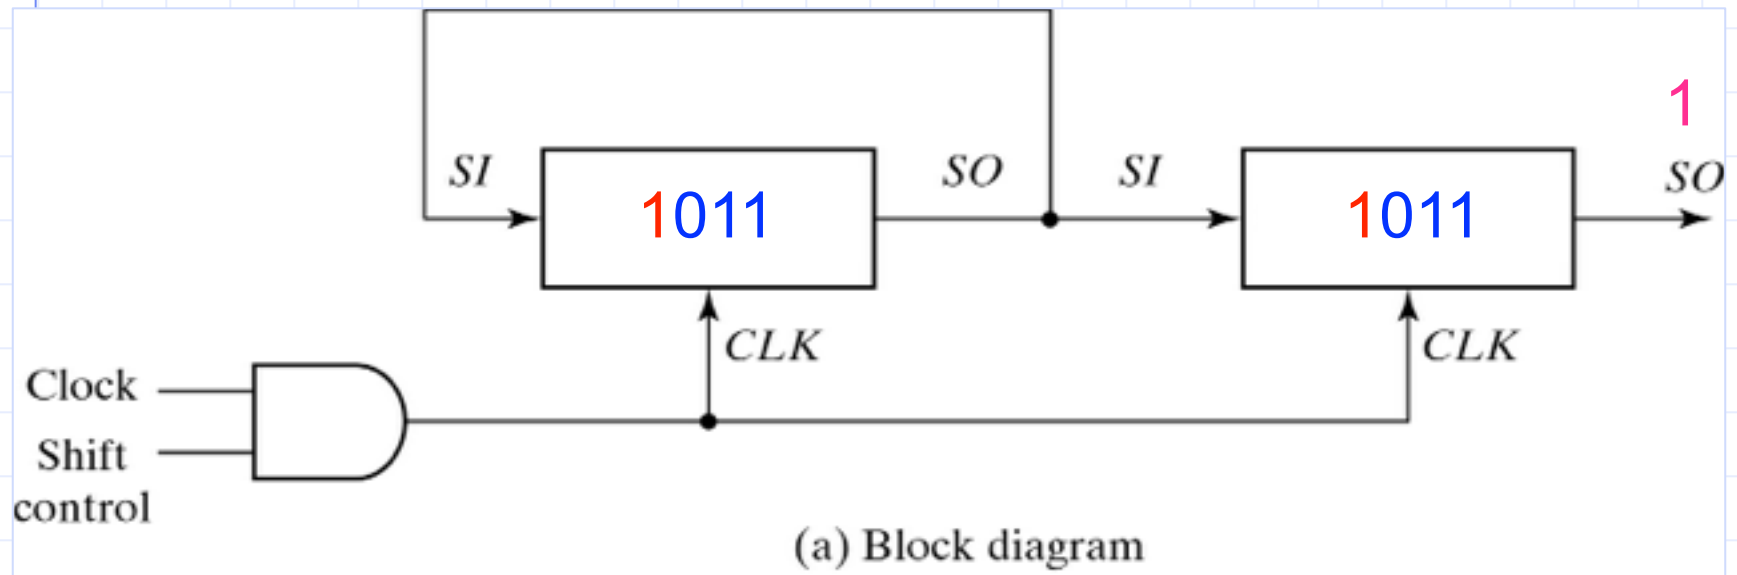 1
SI 1011 SO SI 1011 SO
CLK CLK
Clock
Shift
control
(a) Block diagram